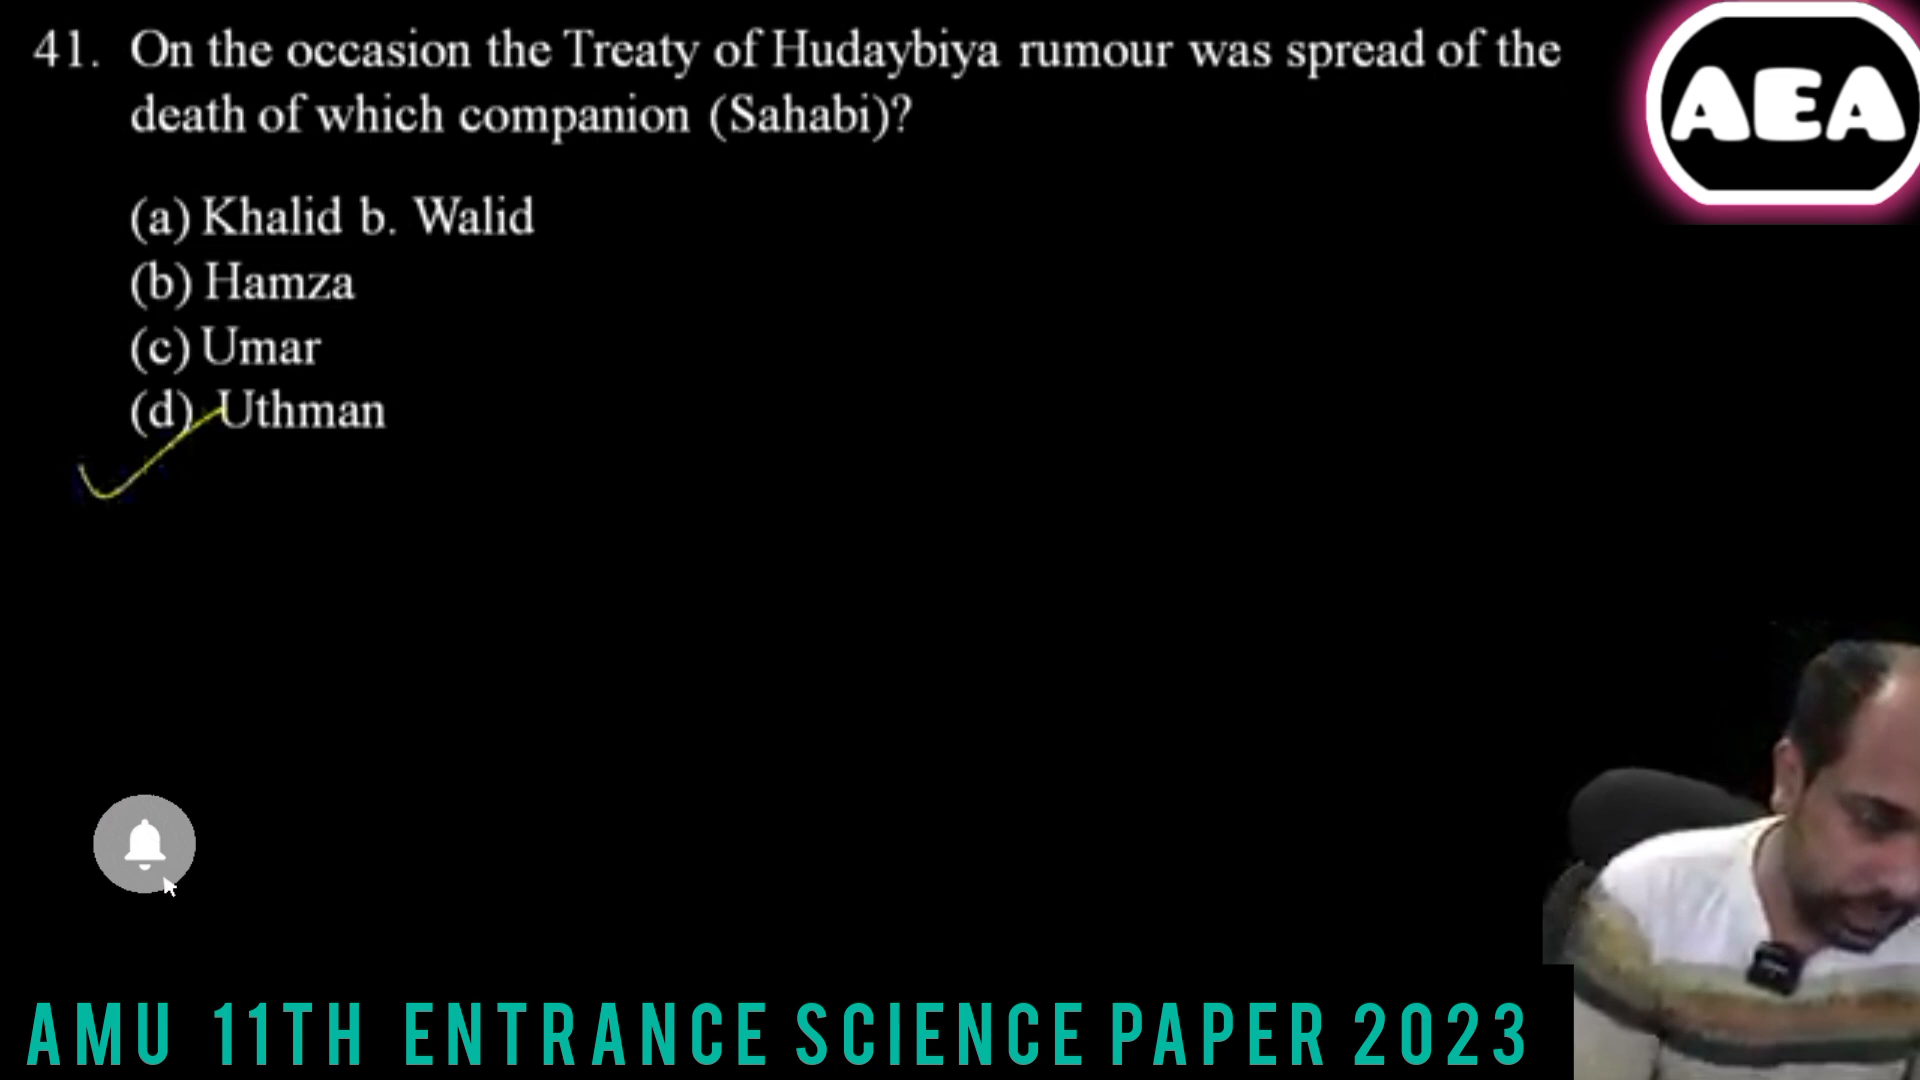 41. On the occasion the Treaty of Hudaybiya rumour was spread of the
death of which companion (Sahabi)?
(a) Khalid b. Walid
(b) Hamza
(c) Umar
(d) Uthman
AEA
AMU 11TH ENTRANCE SCIENCE PAPER 2023